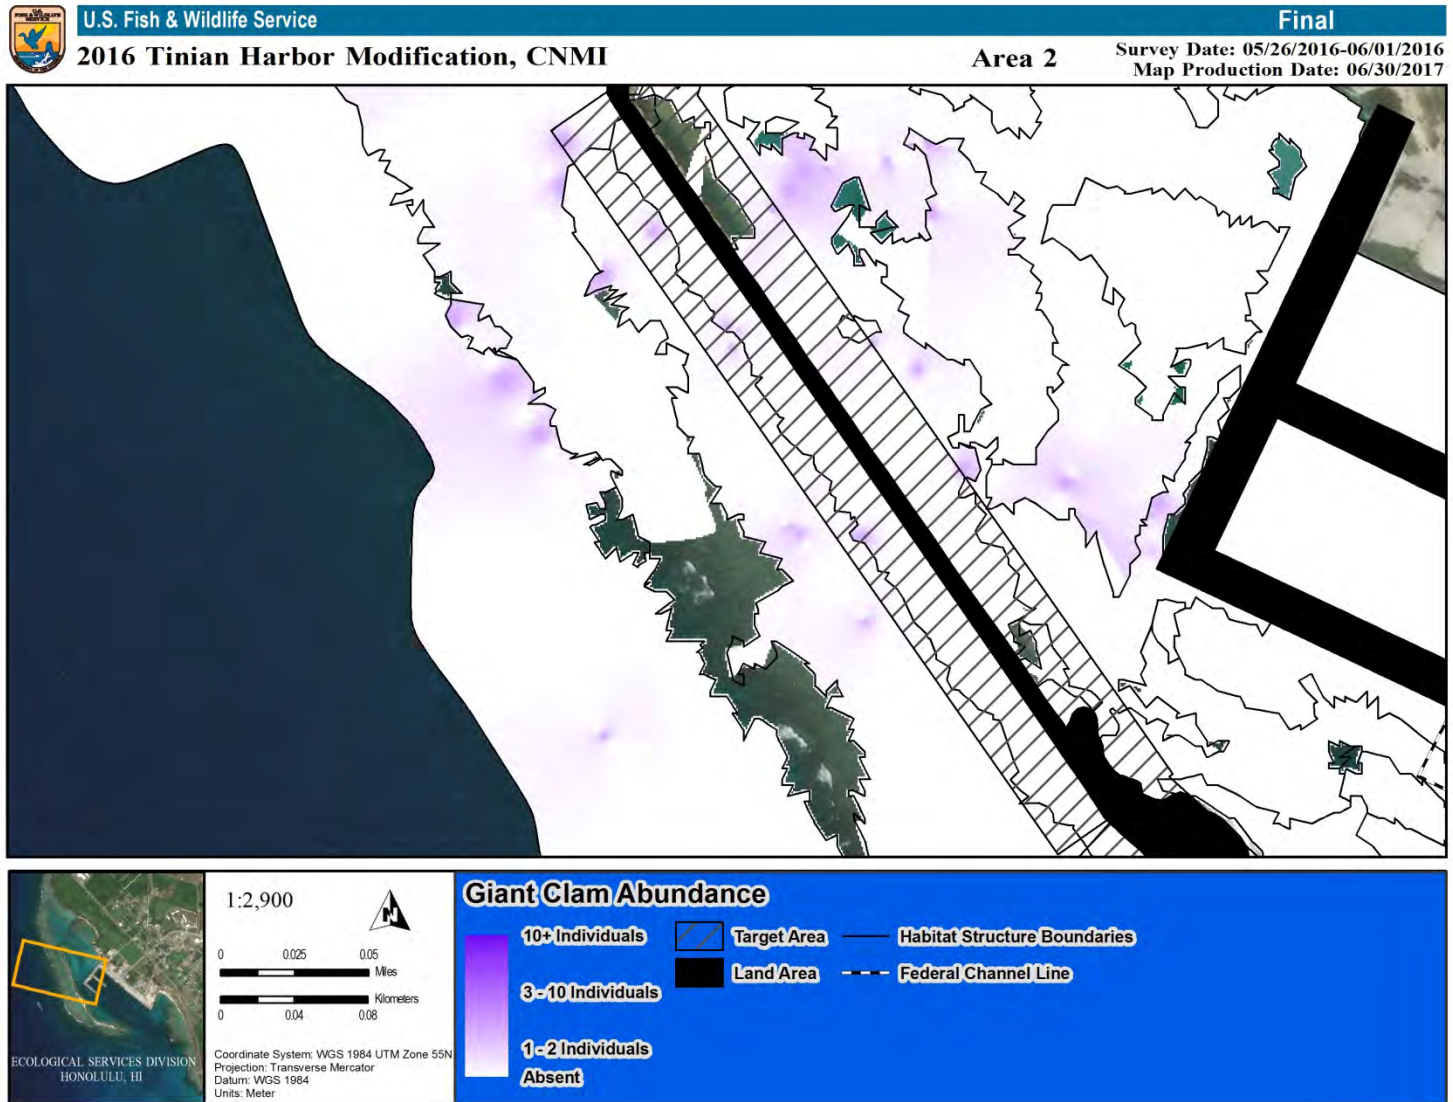 U.S.
FISH & WILDLIFE
SERVICE
U.S. Fish & Wildlife Service
Final
2016 Tinian Harbor Modification, CNMI
Area 2
Survey Date: 05/26/2016-06/01/2016
Map Production Date: 06/30/2017
ECOLOGICAL SERVICES DIVISION
HONOLULU, HI
1:2,900
N
0 0.025 0.05
Miles
Kilometers
0 0.04 0.08
Coordinate System: WGS 1984 UTM Zone 55N
Projection: Transverse Mercator
Datum: WGS 1984
Units: Meter
Giant Clam Abundance
10+ Individuals
3 - 10 Individuals
1 - 2 Individuals
Absent
Target Area
Land Area
Habitat Structure Boundaries
Federal Channel Line